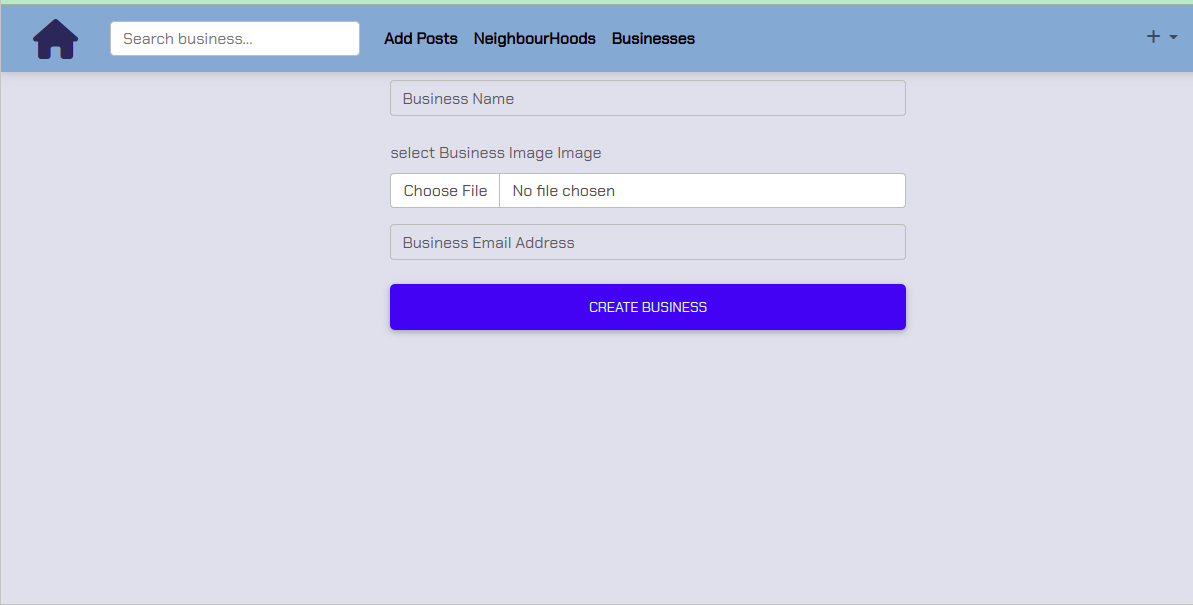 Search business...
Add Posts NeighbourHoods Businesses
+
Business Name
select Business Image Image
Choose File No file chosen
Business Email Address
CREATE BUSINESS